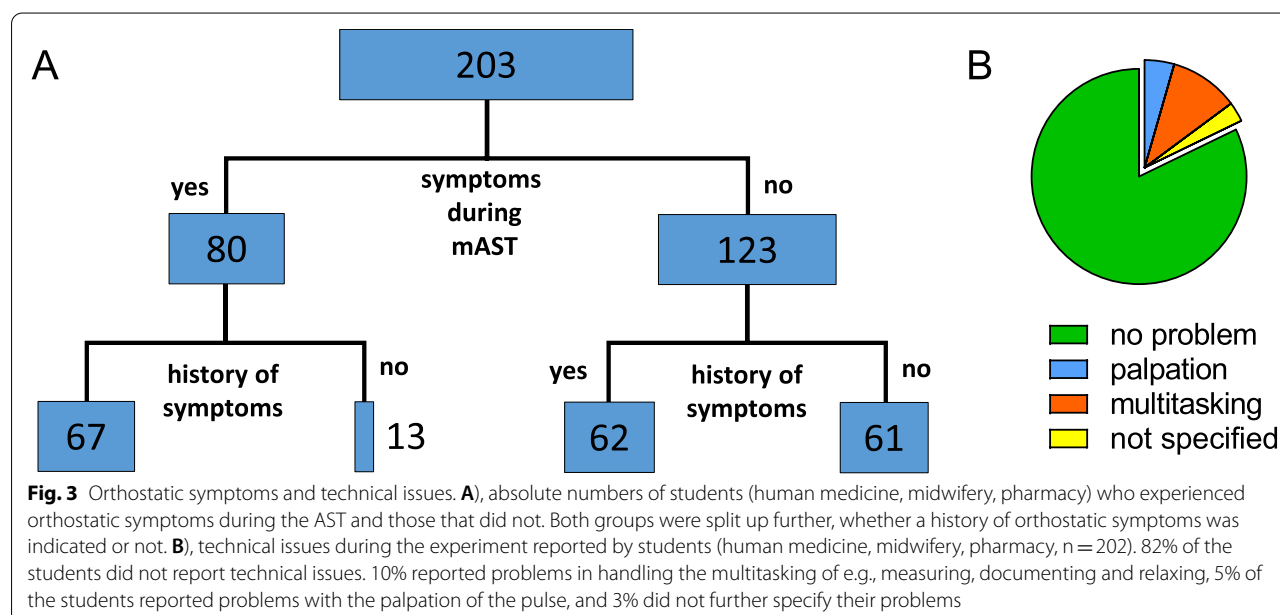 A
203
B
yes
symptoms
during
mAST
no
80
123
history of
symptoms
no
yes
history of
symptoms
no
67
13
62
61
no problem
palpation
multitasking
not specified
Fig. 3 Orthostatic symptoms and technical issues. A), absolute numbers of students (human medicine, midwifery, pharmacy) who experienced
orthostatic symptoms during the AST and those that did not. Both groups were split up further, whether a history of orthostatic symptoms was
indicated or not. B), technical issues during the experiment reported by students (human medicine, midwifery, pharmacy, n = 202). 82% of the
students did not report technical issues. 10% reported problems in handling the multitasking of e.g., measuring, documenting and relaxing, 5% of
the students reported problems with the palpation of the pulse, and 3% did not further specify their problems